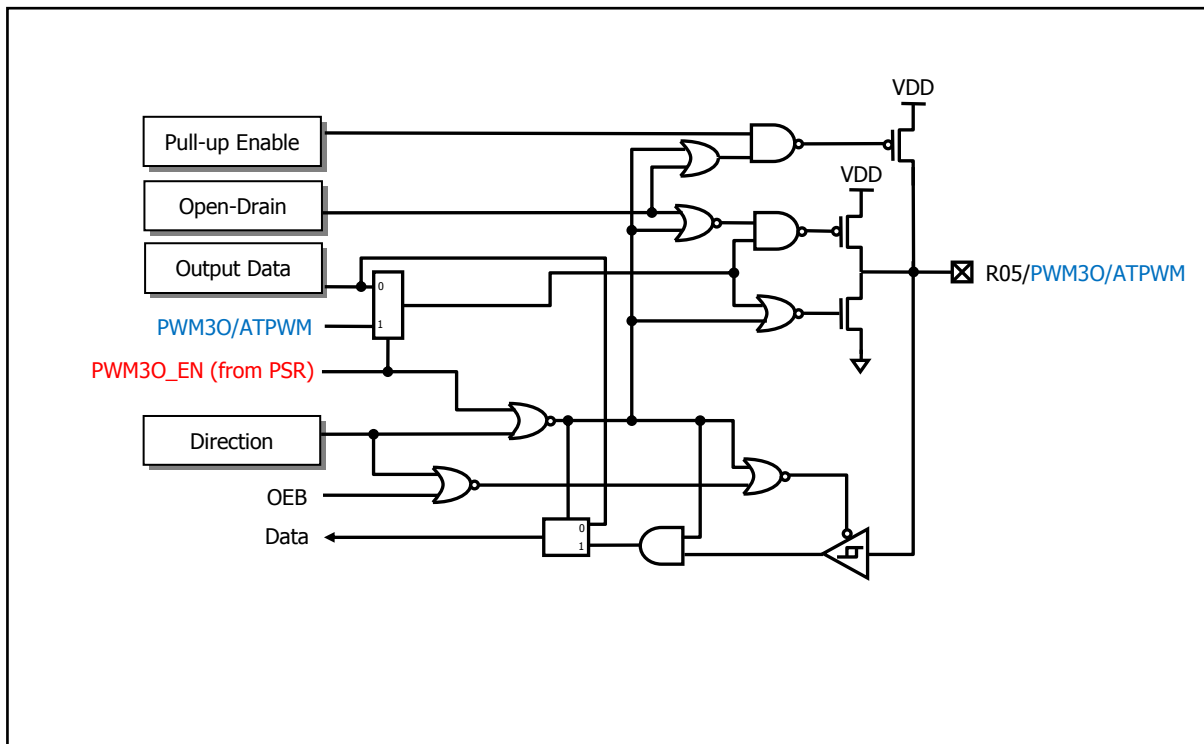 VDD
Pull-up Enable
VDD
Open-Drain
Output Data
R05/PWM3O/ATPWM
0
PWM3O/ATPWM
1
PWM3O_EN (from PSR)
Direction
OEB
Data
0
1